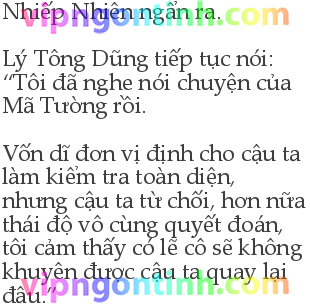 vipngontinh.com
Nhiếp Nhiên ngẩn ra.
Lý Tông Dũng tiếp tục nói:
“Tôi đã nghe nói chuyện của
Mã Tường rồi.
Vốn dĩ đơn vị định cho cậu ta
làm kiểm tra toàn diện,
nhưng cậu ta từ chối, hơn nữa
thái độ vô cùng quyết đoán,
tôi cảm thấy có lẽ cô sẽ không
khuyên được cậu ta quay lại
đâu.”
vipngontinh.com